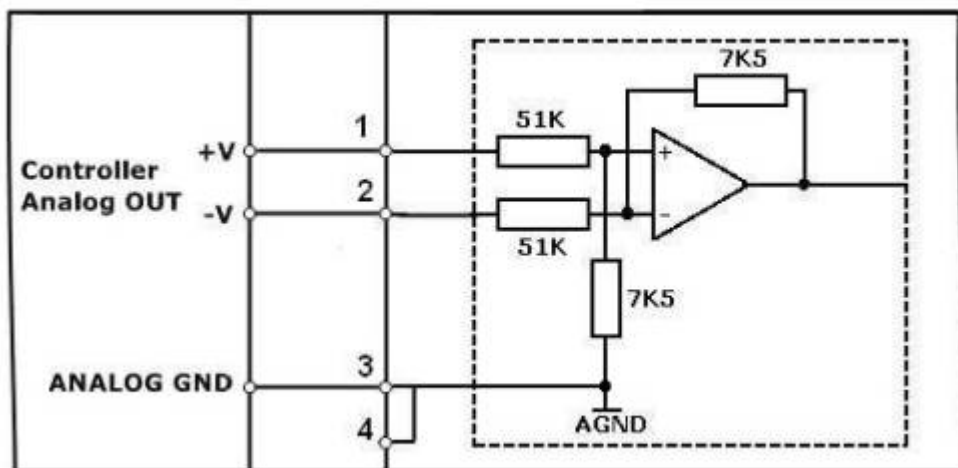 7K5
51K
1
+V
Controller
Analog OUT
2
-V
+
-
51K
7K5
3
ANALOG GND
4
AGND